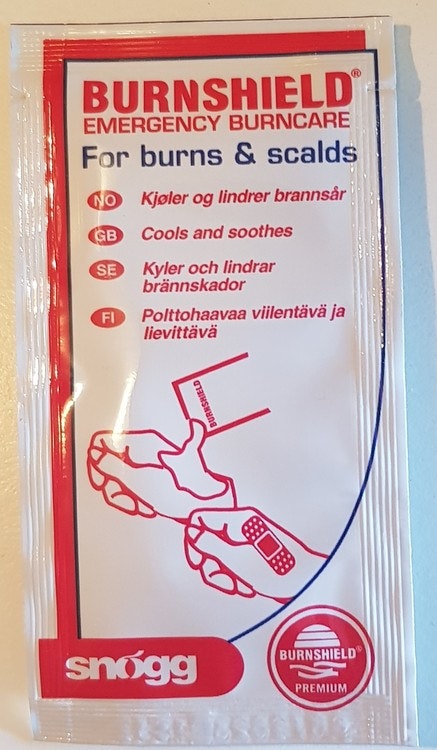 BURNSHIELD®
EMERGENCY BURNCARE
For burns & scalds
NO Kjøler og lindrer brannsår
GB Cools and soothes
SE Kyler och lindrar
brännskador
FI Polttohaavaa viilentävä ja
lievittävä
BURNSHIELD
snögg
BURNSHIELD®
PREMIUM